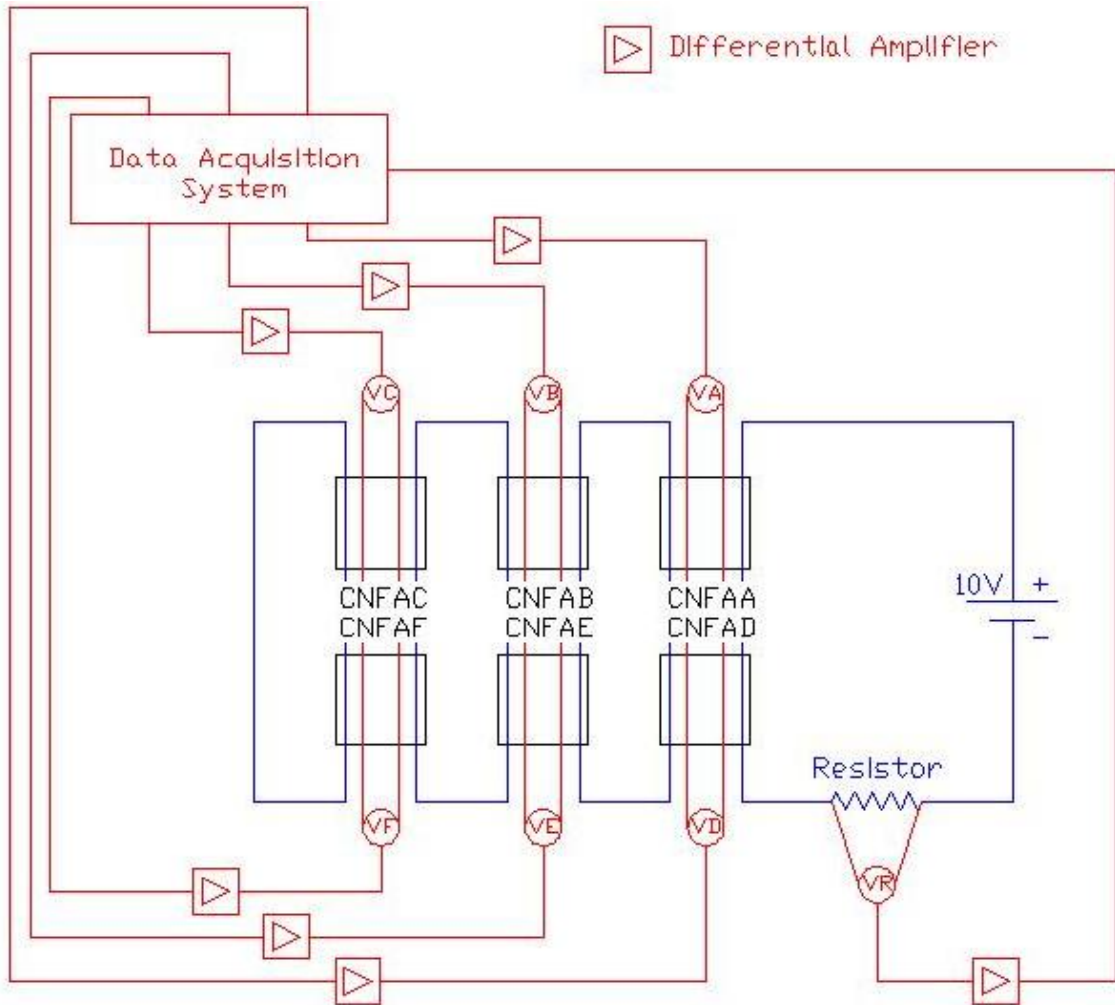 Differential Amplifier
Data Acquisition
System
VC
VB
VA
CNFAC
CNFAB
CNFAA
CNFAF
CNFAE
CNFAD
10V
+
-
Resistor
VF
VE
VD
VR